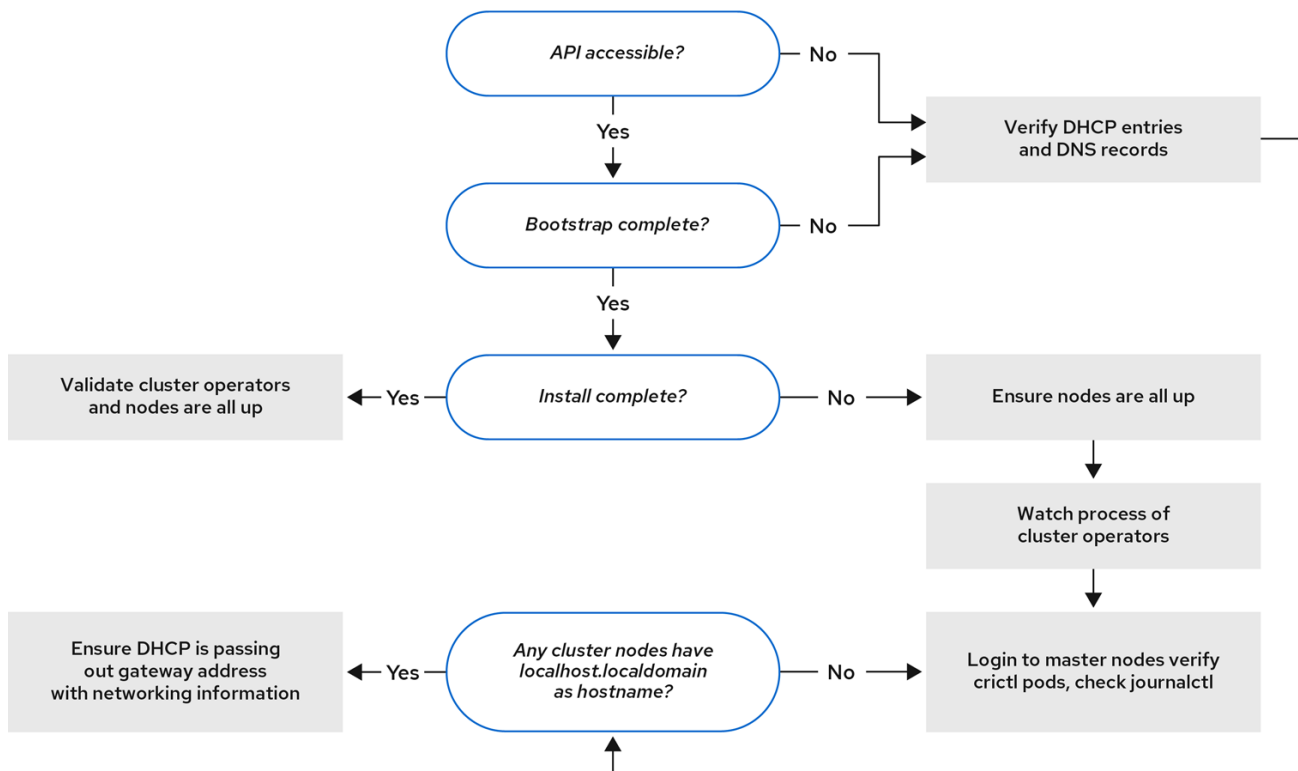 API accessible?
No
Verify DHCP entries
and DNS records
Yes
Bootstrap complete?
No
Yes
Validate cluster operators
and nodes are all up
Yes
Install complete?
No
Ensure nodes are all up
Watch process of
cluster operators
Ensure DHCP is passing
out gateway address
with networking information
Yes
Any cluster nodes have
localhost.localdomain
as hostname?
No
Login to master nodes verify
crictl pods, check journalctl